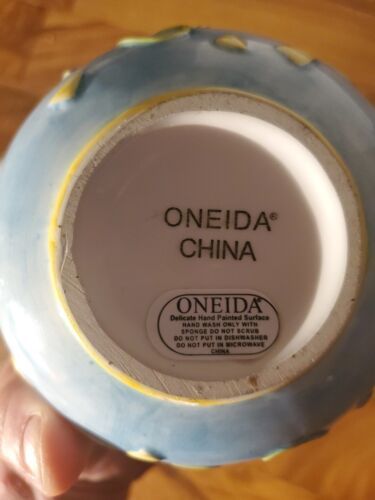 ONEIDA®
CHINA
ONEIDA®
Delicate Hand Painted Surface
HAND WASH ONLY WITH
SPONGE DO NOT SCRUB
DO NOT PUT IN DISHWASHER
DO NOT PUT IN MICROWAVE
CHINA